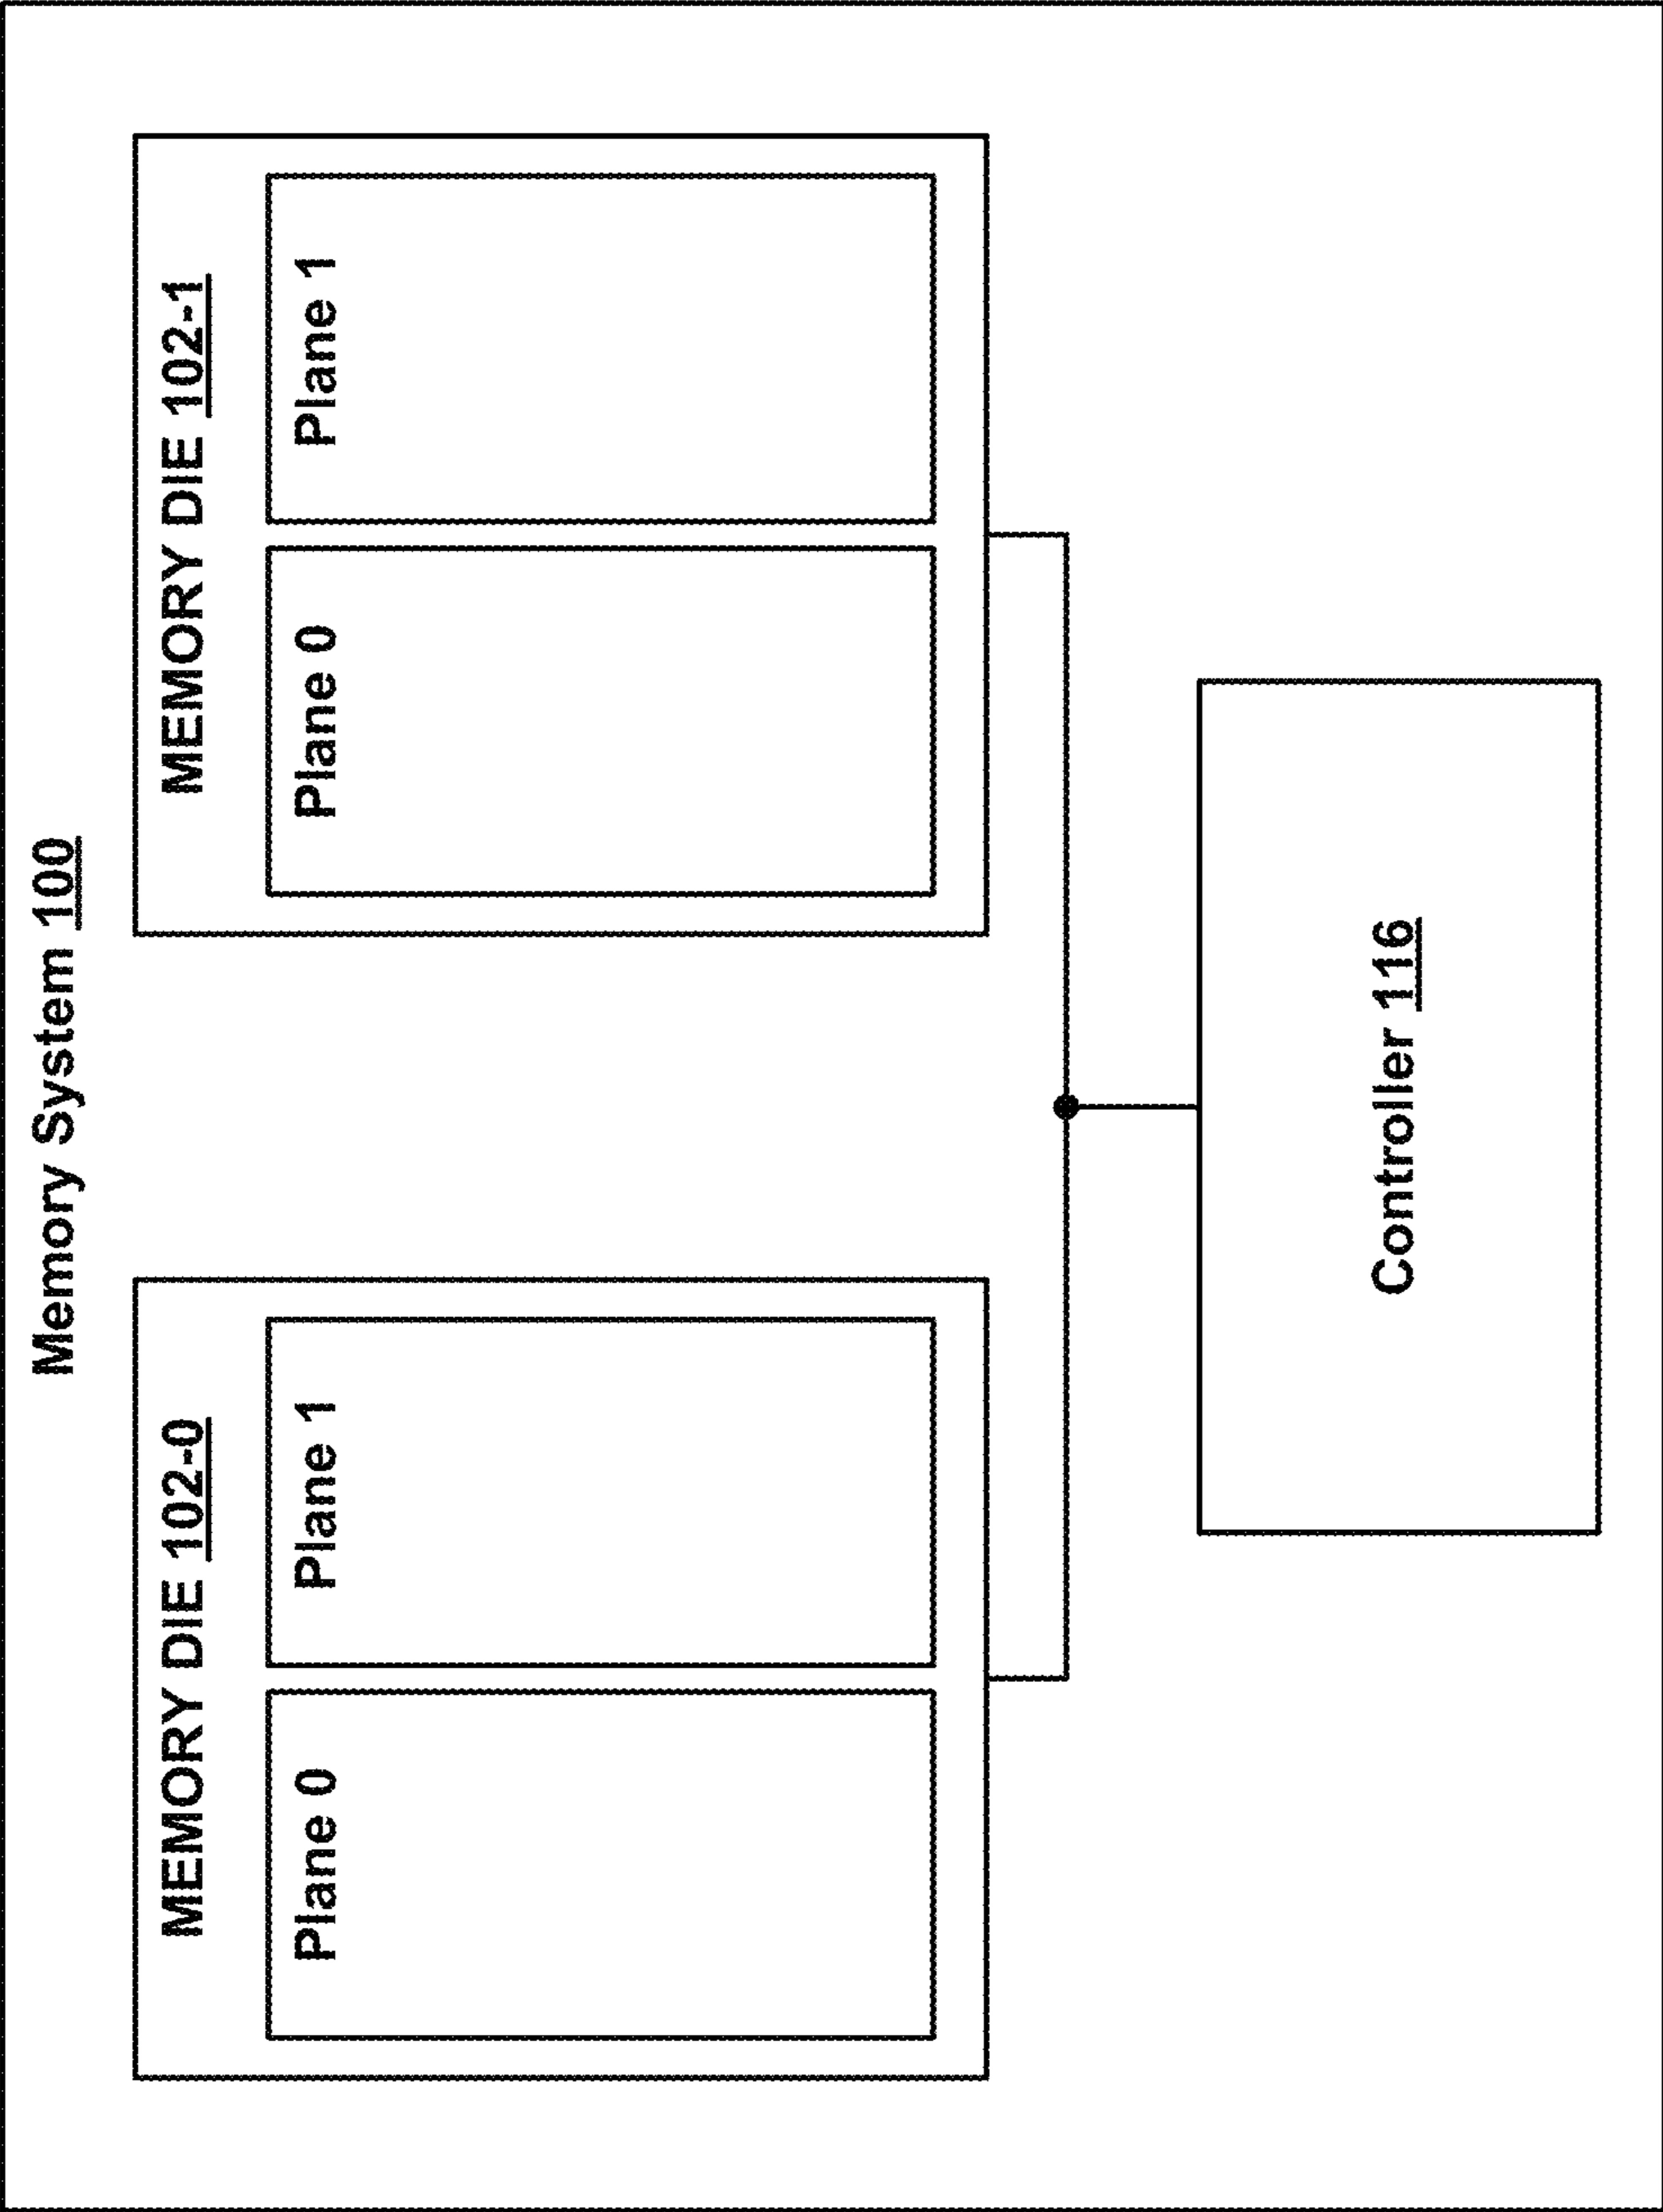 Memory System 100
MEMORY DIE 102-0
Plane 0
Plane 1
MEMORY DIE 102-1
Plane 0
Plane 1
Controller 116